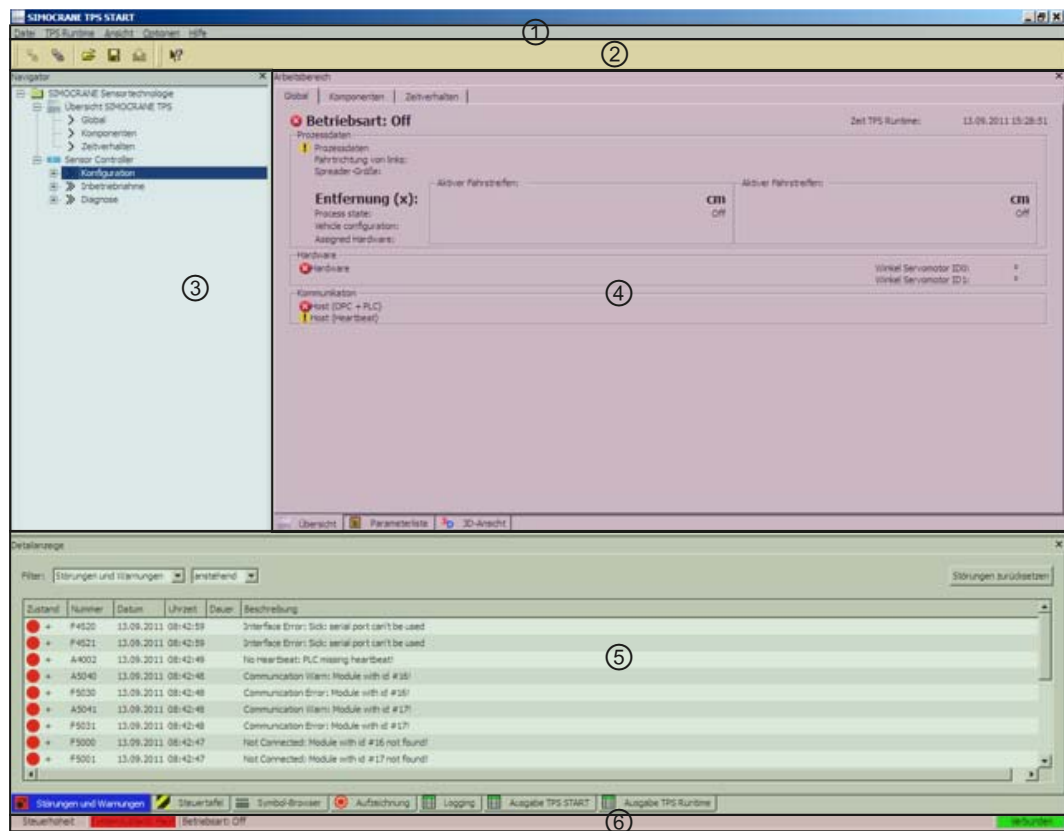 SIMOCRANE TPS START
Datei TPS Runtime Ansicht Optionen Hilfe
①
②
Navigator
Arbeitsbereich
SIMOCRANE Sensortechnologie
Übersicht SIMOCRANE TPS
Global
Komponenten
Zeitverhalten
Sensor Controller
Konfiguration
Inbetriebnahme
Diagnose
③
Global Komponenten Zeitverhalten
Betriebsart: Off
Zeit TPS Runtime: 13.09.2011 15:28:51
Prozessdaten
Prozessdaten
Fahrtrichtung von links:
Spreader-Größe:
Aktiver Fahrstreifen: Aktiver Fahrstreifen:
Entfernung (x): cm cm
Process state: Off Off
Vehicle configuration:
Assigned Hardware:
Hardware
Hardware
Winkel Servomotor ID0: °
Winkel Servomotor ID1: °
④
Kommunikation
Host (OPC + PLC)
Host (Heartbeat)
Übersicht Parameterliste 3D-Ansicht
Detailanzeige
Filter: Störungen und Warnungen anstehend Störungen zurücksetzen
Zustand Nummer Datum Uhrzeit Dauer Beschreibung
+ F4520 13.09.2011 08:42:59 Interface Error: Sick: serial port can't be used
+ F4521 13.09.2011 08:42:59 Interface Error: Sick: serial port can't be used
+ A4002 13.09.2011 08:42:49 No Heartbeat: PLC missing heartbeat!
+ A5040 13.09.2011 08:42:48 Communication Warn: Module with id #16!
+ F5030 13.09.2011 08:42:48 Communication Error: Module with id #16!
+ A5041 13.09.2011 08:42:48 Communication Warn: Module with id #17!
+ F5031 13.09.2011 08:42:48 Communication Error: Module with id #17!
+ F5000 13.09.2011 08:42:47 Not Connected: Module with id #16 not found!
+ F5001 13.09.2011 08:42:47 Not Connected: Module with id #17 not found!
⑤
Störungen und Warnungen Steuertafel Symbol-Browser Aufzeichnung Logging Ausgabe TPS START Ausgabe TPS Runtime
Steuerhoheit Betriebsart: Off Verbunden
⑥